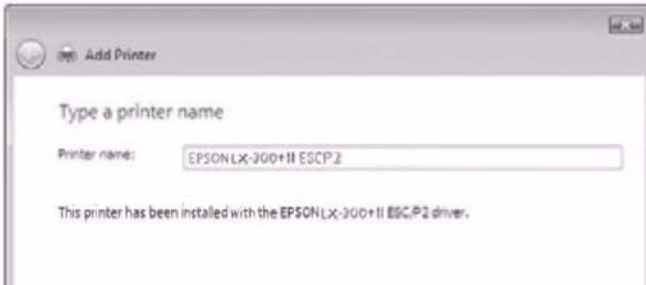 Add Printer
Type a printer name
Printer name:
EPSON LX-300+II ESC/P2
This printer has been installed with the EPSON LX-300+II ESC/P2 driver.